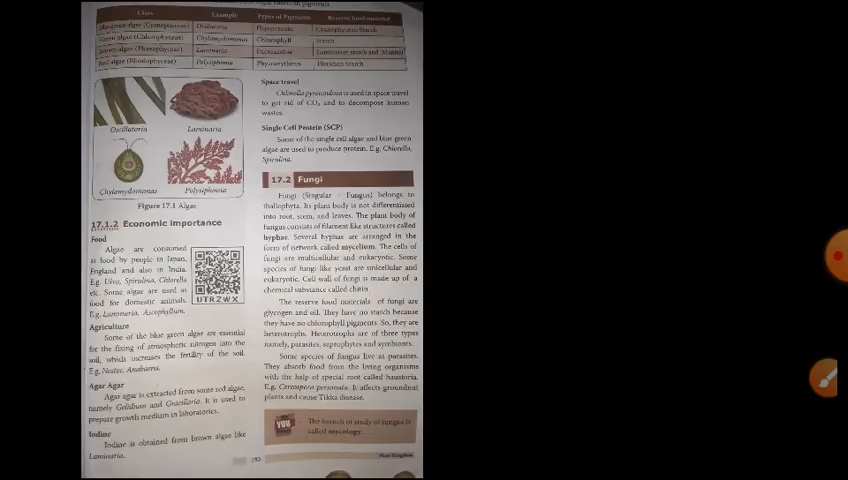 Class Example Types of Pigments Reserve food material
Blue green algae (Cyanophyceae) Oscillatoria Phycocyanin Cyanophycean Starch
Green algae (Chlorophyceae) Chlamydomonas Chlorophyll Starch
Brown algae (Phaeophyceae) Laminaria Fucoxanthin Laminarian starch and Manitol
Red algae (Rhodophyceae) Polysiphonia Phycoerythrin Floridian Starch
Oscillatoria Laminaria
Chlamydomonas Polysiphonia
Figure 17.1 Algae
17.1.2 Economic importance
Food
Algae are consumed
as food by people in Japan,
England and also in India.
E.g. Ulva, Spirulina, Chlorella
etc. Some algae are used as
food for domestic animals.
E.g. Laminaria, Ascophyllum.
UTRZWX
Agriculture
Some of the blue green algae are essential
for the fixing of atmospheric nitrogen into the
soil, which increases the fertility of the soil.
E.g. Nostoc, Anabaena.
Agar Agar
Agar agar is extracted from some red algae,
namely Gelidium and Gracillaria. It is used to
prepare growth medium in laboratories.
Iodine
Iodine is obtained from brown algae like
Laminaria.
Space travel
Chlorella pyrenoidosa is used in space travel
to get rid of CO₂ and to decompose human
wastes.
Single Cell Protein (SCP)
Some of the single cell algae and blue green
algae are used to produce protein. E.g. Chlorella,
Spirulina.
17.2 Fungi
Fungi (Singular - Fungus) belongs to
thallophyta. Its plant body is not differentiated
into root, stem, and leaves. The plant body of
fungus consists of filament like structures called
hyphae. Several hyphae are arranged in the
form of network called mycelium. The cells of
fungi are multicellular and eukaryotic. Some
species of fungi like yeast are unicellular and
eukaryotic. Cell wall of fungi is made up of a
chemical substance called chitin.
The reserve food materials of fungi are
glycogen and oil. They have no starch because
they have no chlorophyll pigments. So, they are
heterotrophs. Heterotrophs are of three types
namely, parasites, saprophytes and symbionts.
Some species of fungus live as parasites.
They absorb food from the living organisms
with the help of special root called haustoria.
E.g. Cercospora personata. It affects groundnut
plants and cause Tikka disease.
YOU
The branch of study of fungus is
called mycology.
193
Plant Kingdom